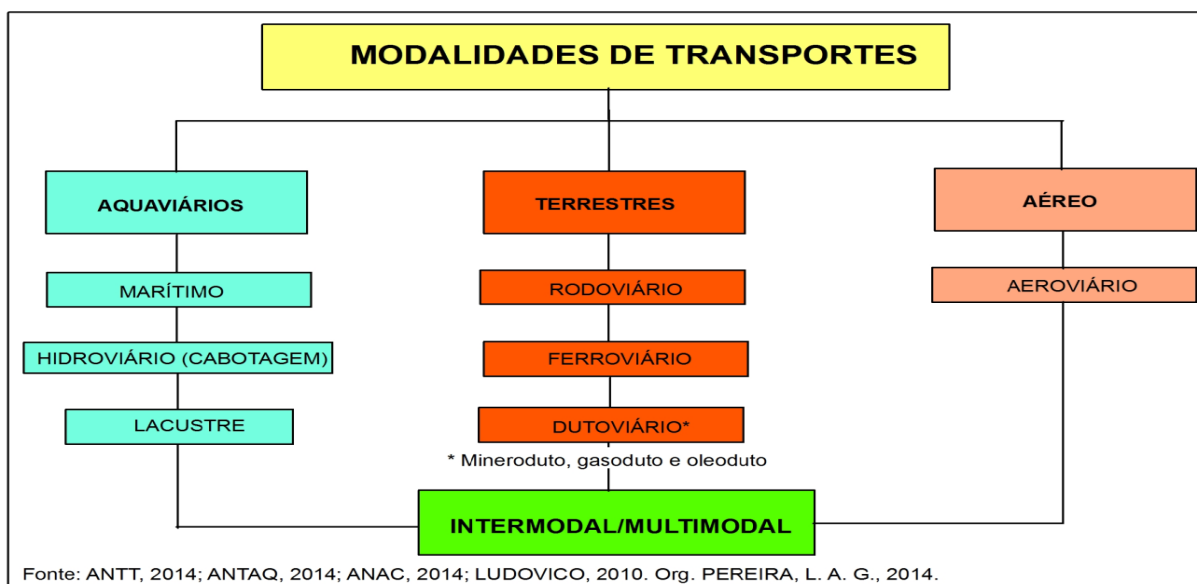 MODALIDADES DE TRANSPORTES
AQUAVIÁRIOS
MARÍTIMO
HIDROVIÁRIO (CABOTAGEM)
LACUSTRE
TERRESTRES
RODOVIÁRIO
FERROVIÁRIO
DUTOVIÁRIO*
* Mineroduto, gasoduto e oleoduto
AÉREO
AEROVIÁRIO
INTERMODAL/MULTIMODAL
Fonte: ANTT, 2014; ANTAQ, 2014; ANAC, 2014; LUDOVICO, 2010. Org. PEREIRA, L. A. G., 2014.